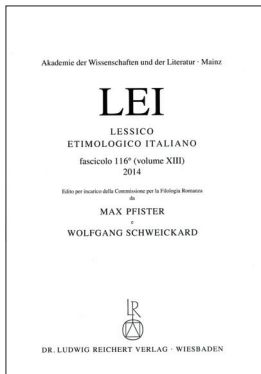 Akademie der Wissenschaften und der Literatur · Mainz
LEI
LESSICO
ETIMOLOGICO ITALIANO
fascicolo 116° (volume XIII)
2014
Edito per incarico della Commissione per la Filologia Romanza
da
MAX PFISTER
e
WOLFGANG SCHWEICKARD
LR
DR. LUDWIG REICHERT VERLAG · WIESBADEN